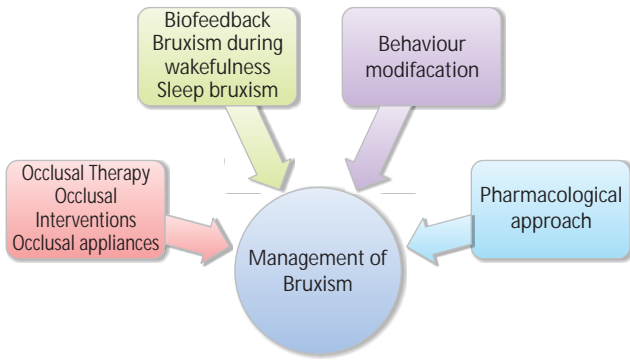 Biofeedback
Bruxism during
wakefulness
Sleep bruxism
Behaviour
modifacation
Occlusal Therapy
Occlusal
Interventions
Occlusal appliances
Pharmacological
approach
Management of
Bruxism